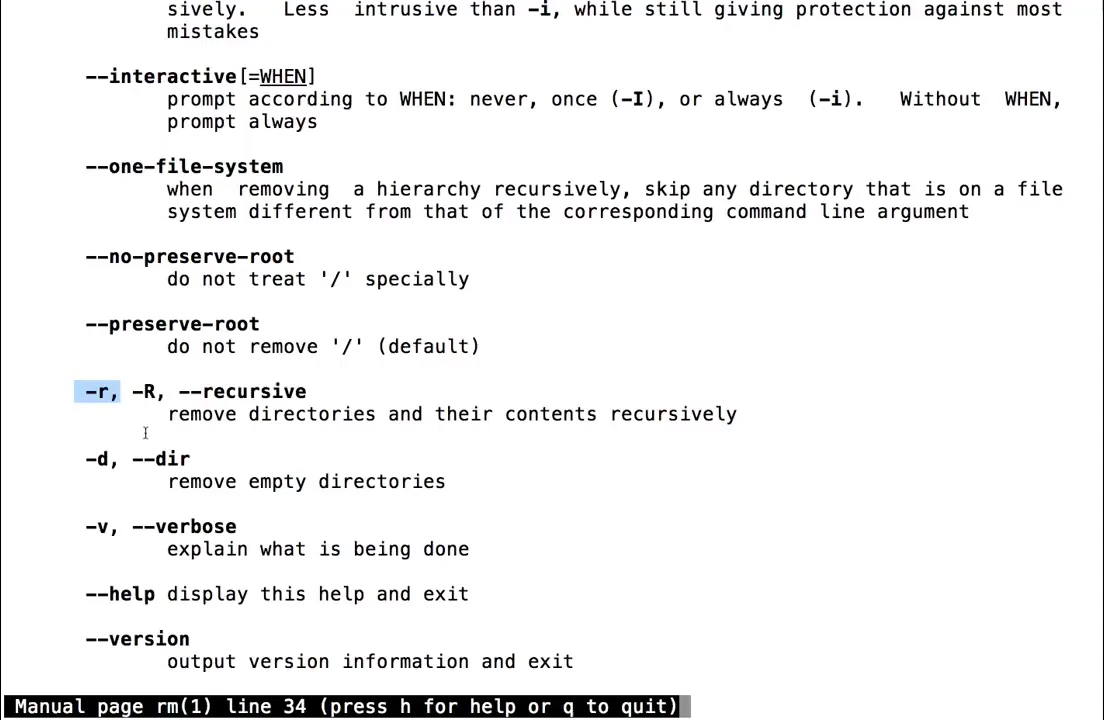 sively. Less intrusive than -i, while still giving protection against most
mistakes
--interactive[=WHEN]
prompt according to WHEN: never, once (-I), or always (-i). Without WHEN,
prompt always
--one-file-system
when removing a hierarchy recursively, skip any directory that is on a file
system different from that of the corresponding command line argument
--no-preserve-root
do not treat '/' specially
--preserve-root
do not remove '/' (default)
-r, -R, --recursive
remove directories and their contents recursively
-d, --dir
remove empty directories
-v, --verbose
explain what is being done
--help display this help and exit
--version
output version information and exit
Manual page rm(1) line 34 (press h for help or q to quit)